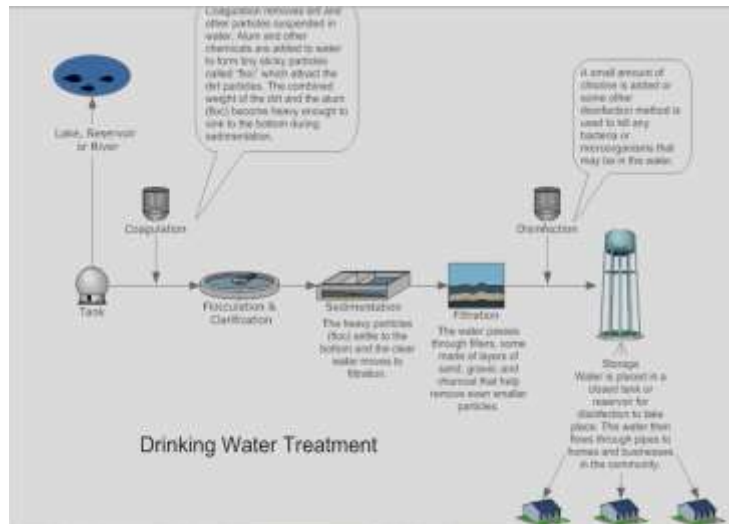 Coagulation removes dirt and
other particles suspended in
water. Alum and other
chemicals are added to water
to form tiny sticky particles
called "floc" which attract the
dirt particles. The combined
weight of the dirt and the alum
(floc) become heavy enough to
sink to the bottom during
sedimentation.
A small amount of
chlorine is added or
some other
disinfection method is
used to kill any
bacteria or
microorganisms that
may be in the water.
Lake, Reservoir
or River
Coagulation
Disinfection
Tank
Flocculation &
Clarification
Sedimentation
The heavy particles
(floc) settle to the
bottom and the clear
water moves to
filtration.
Filtration
The water passes
through filters, some
made of layers of
sand, gravel, and
charcoal that help
remove even smaller
particles.
Storage
Water is placed in a
closed tank or
reservoir for
disinfection to take
place. The water then
flows through pipes to
homes and businesses
in the community.
Drinking Water Treatment